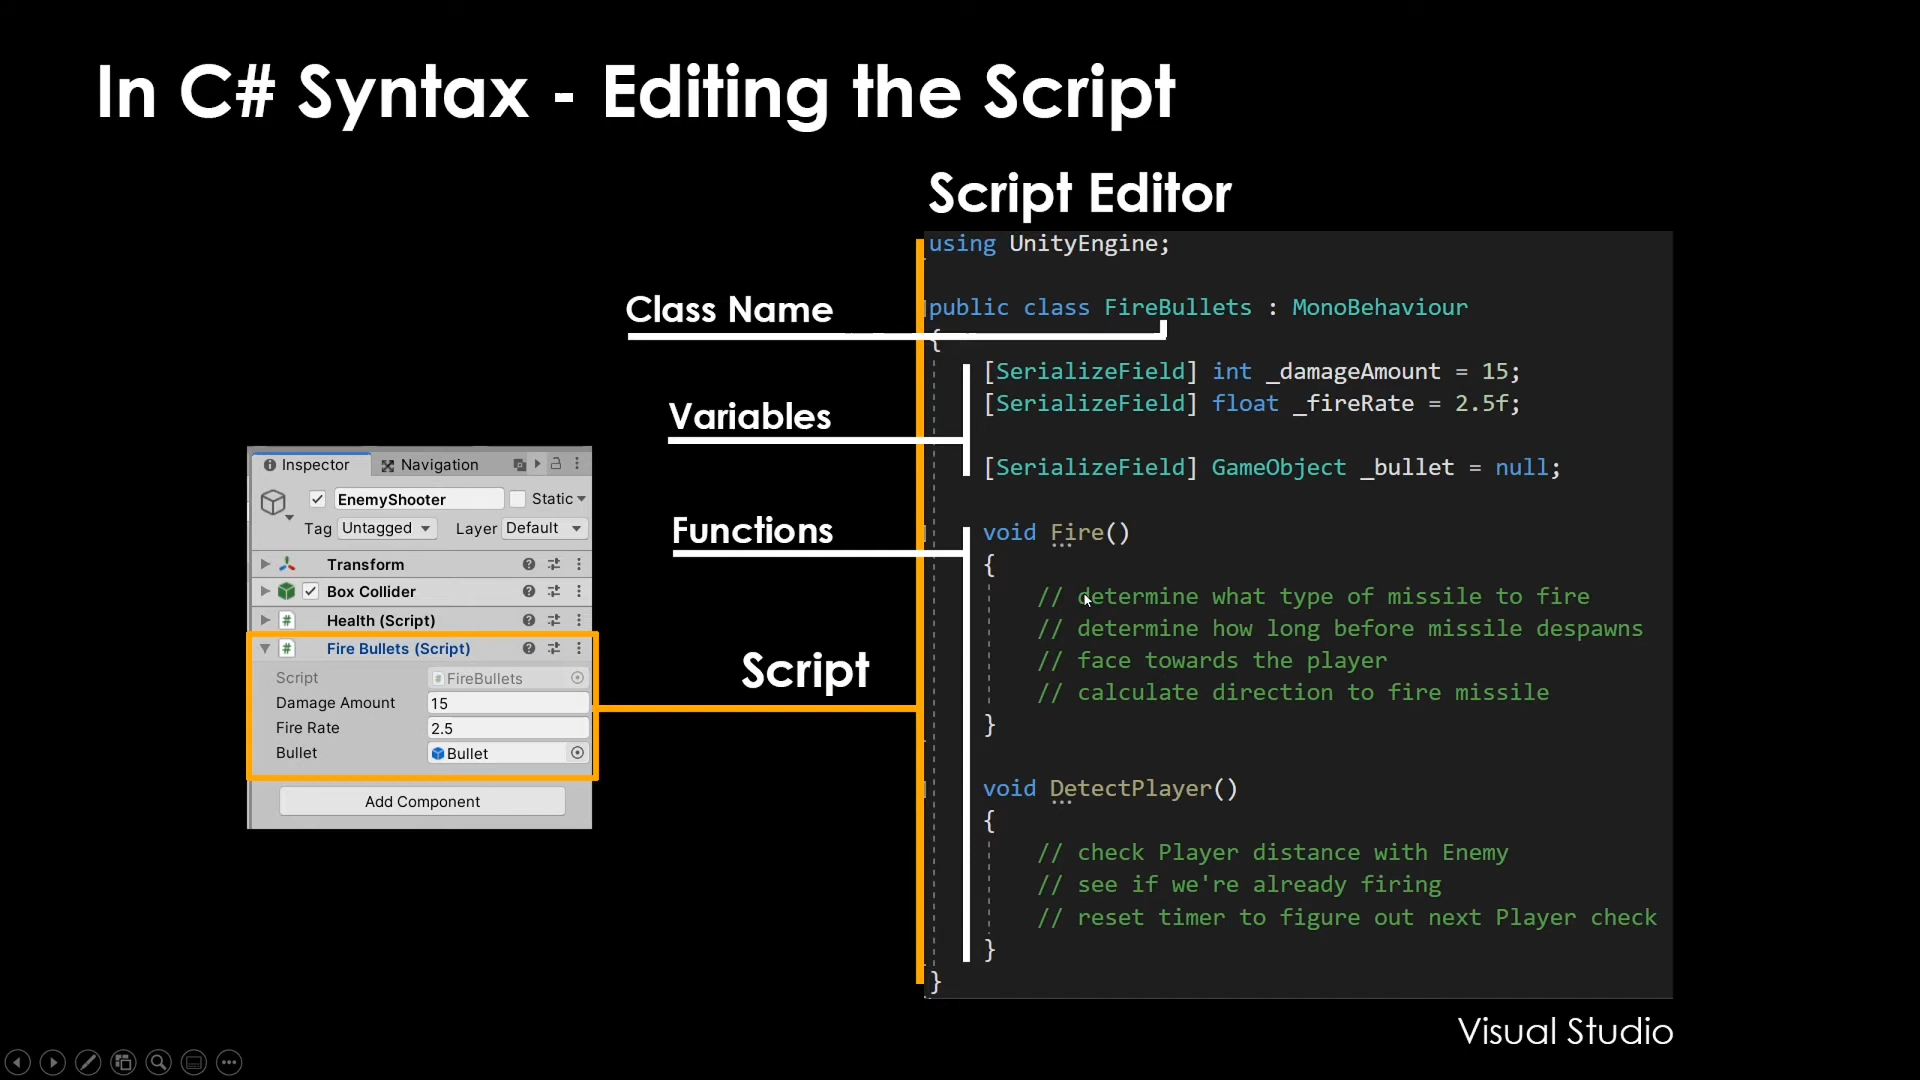 In C# Syntax - Editing the Script
Script Editor
using UnityEngine;
Class Name
public class FireBullets : MonoBehaviour
{
[SerializeField] int _damageAmount = 15;
[SerializeField] float _fireRate = 2.5f;
Variables
[SerializeField] GameObject _bullet = null;
Functions
void Fire()
{
// determine what type of missile to fire
// determine how long before missile despawns
// face towards the player
// calculate direction to fire missile
}
void DetectPlayer()
{
// check Player distance with Enemy
// see if we're already firing
// reset timer to figure out next Player check
}
}
Script
Inspector Navigation
EnemyShooter Static
Tag Untagged Layer Default
Transform
Box Collider
# Health (Script)
# Fire Bullets (Script)
Script # FireBullets
Damage Amount 15
Fire Rate 2.5
Bullet Bullet
Add Component
Visual Studio